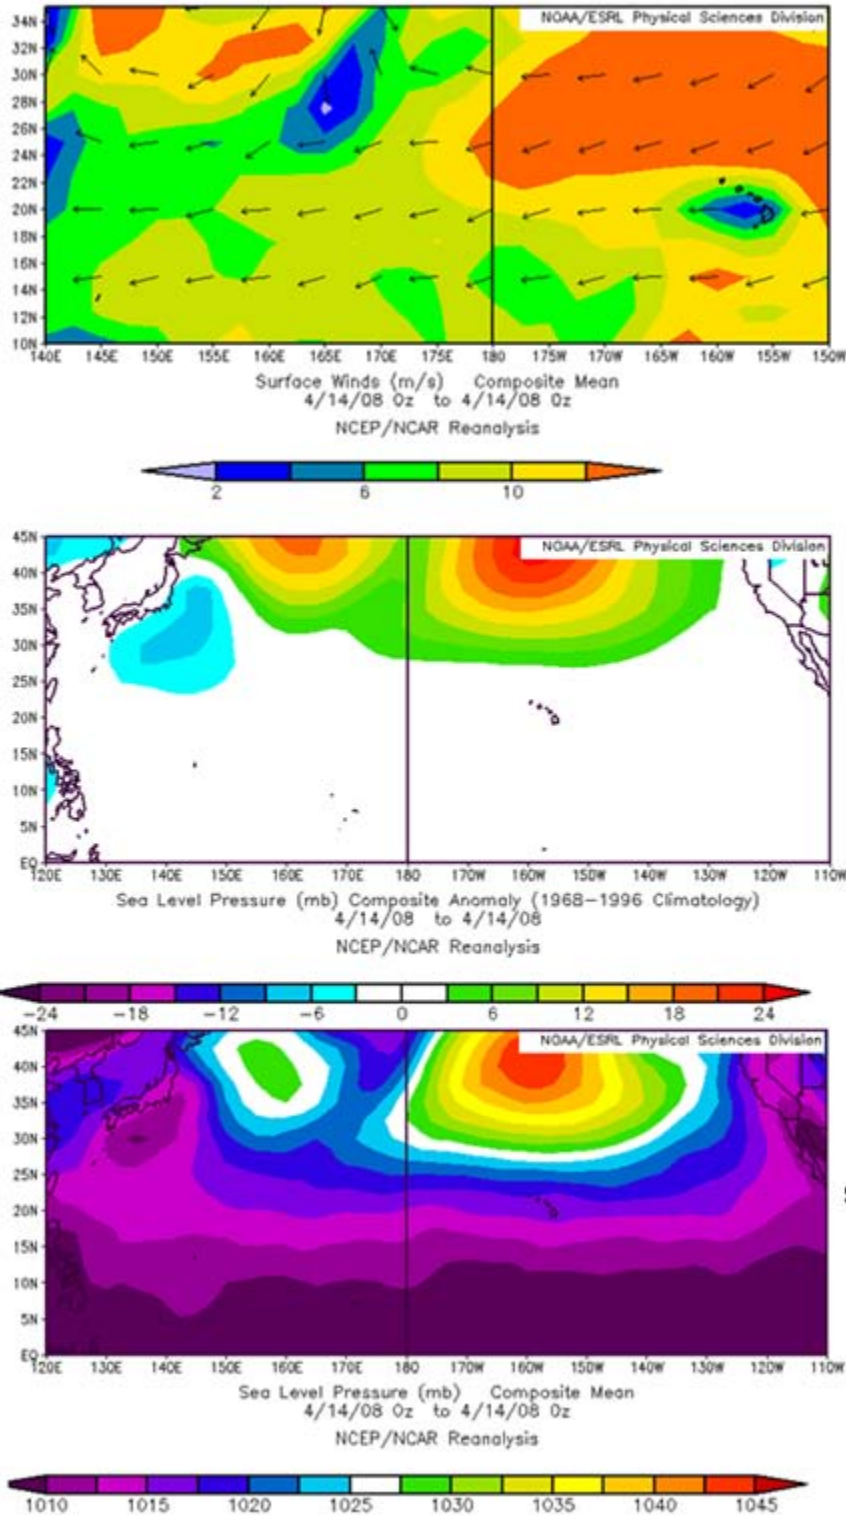 34N
NOAA/ESRL Physical Sciences Division
32N
30N
28N
26N
24N
22N
20N
18N
16N
14N
12N
10N
140E 145E 150E 155E 160E 165E 170E 175E 180 175W 170W 165W 160W 155W 150W
Surface Winds (m/s) Composite Mean
4/14/08 0z to 4/14/08 0z
NCEP/NCAR Reanalysis
2 6 10
45N
NOAA/ESRL Physical Sciences Division
40N
35N
30N
25N
20N
15N
10N
5N
EQ
120E 130E 140E 150E 160E 170E 180 170W 160W 150W 140W 130W 120W 110W
Sea Level Pressure (mb) Composite Anomaly (1968-1996 Climatology)
4/14/08 to 4/14/08
NCEP/NCAR Reanalysis
-24 -18 -12 -6 0 6 12 18 24
45N
NOAA/ESRL Physical Sciences Division
40N
35N
30N
25N
20N
15N
10N
5N
EQ
120E 130E 140E 150E 160E 170E 180 170W 160W 150W 140W 130W 120W 110W
Sea Level Pressure (mb) Composite Mean
4/14/08 0z to 4/14/08 0z
NCEP/NCAR Reanalysis
1010 1015 1020 1025 1030 1035 1040 1045